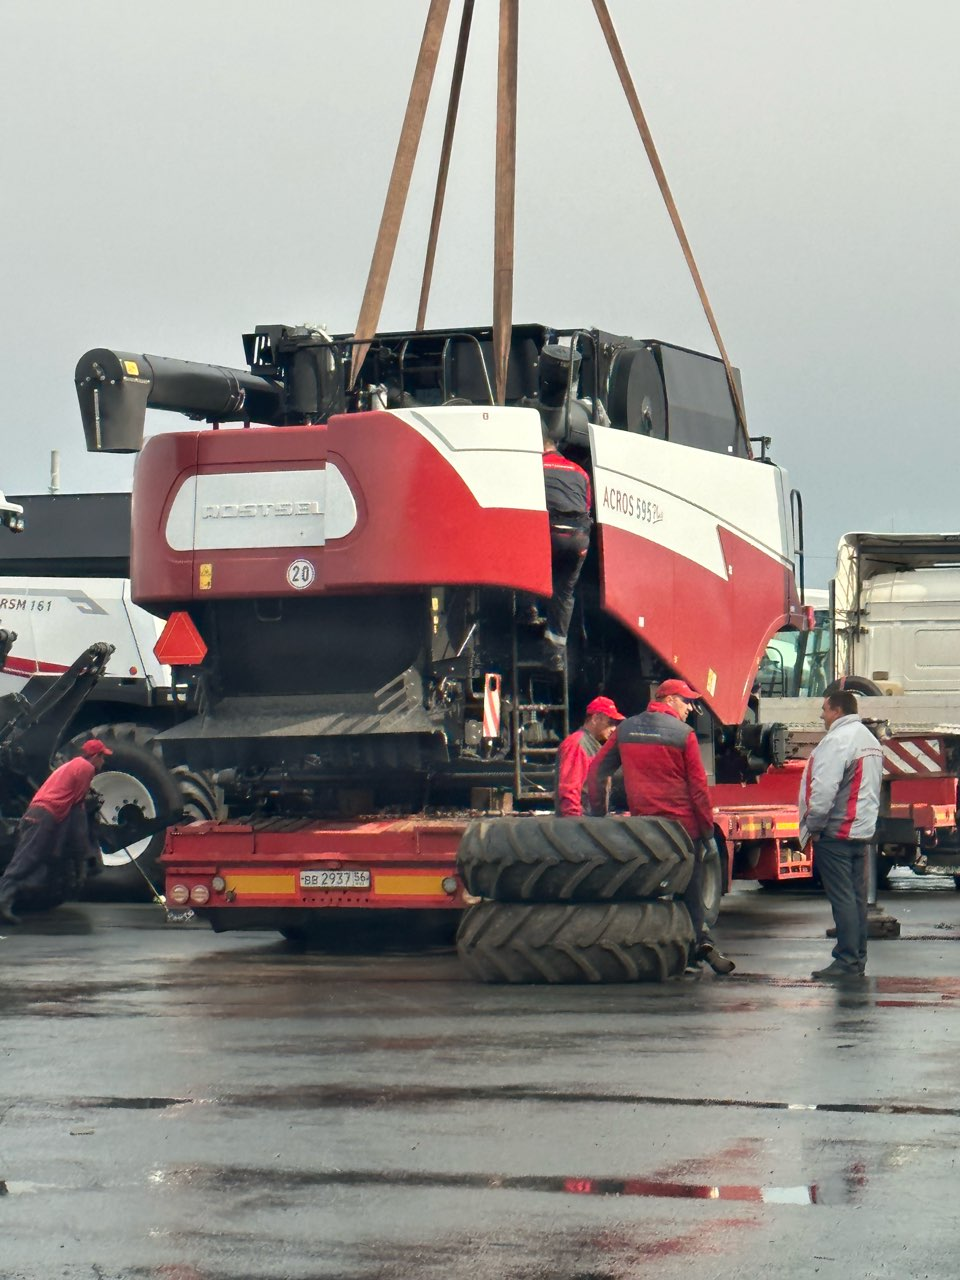 ROSTSELMASH
ACROS 595 Plus
20
RSM 161
ВВ 2937 56